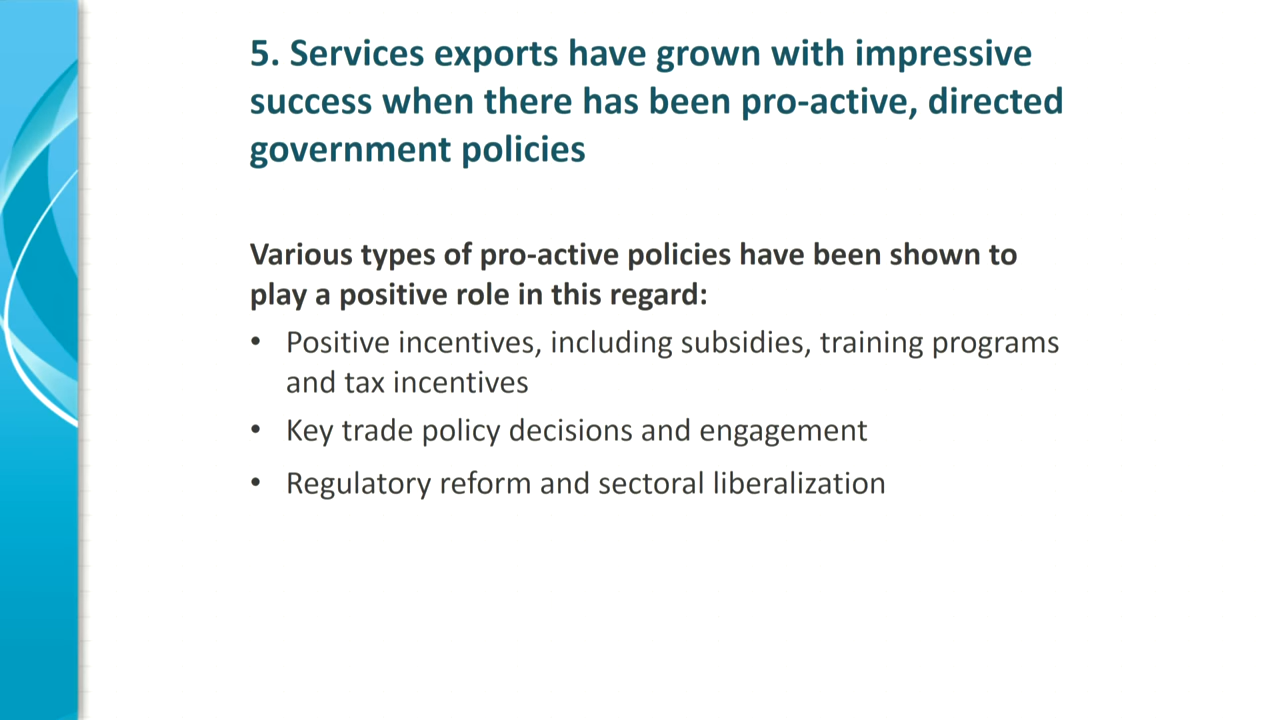 5. Services exports have grown with impressive
success when there has been pro-active, directed
government policies
Various types of pro-active policies have been shown to
play a positive role in this regard:
• Positive incentives, including subsidies, training programs
and tax incentives
• Key trade policy decisions and engagement
• Regulatory reform and sectoral liberalization